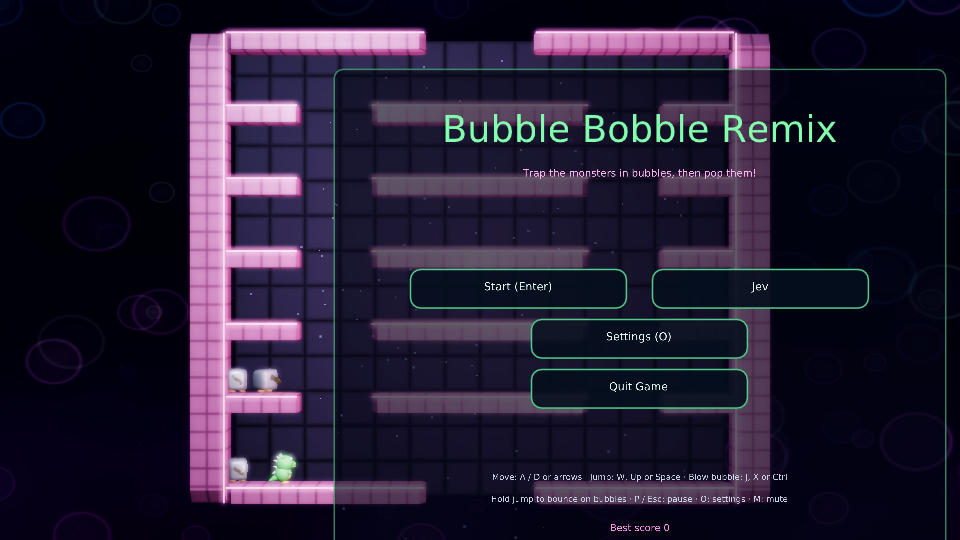 Bubble Bobble Remix
Trap the monsters in bubbles, then pop them!
Start (Enter)
Jev
Settings (O)
Quit Game
Move: A / D or arrows · Jump: W, Up or Space · Blow bubble: J, X or Ctrl
Hold jump to bounce on bubbles · P / Esc: pause · O: settings · M: mute
Best score 0